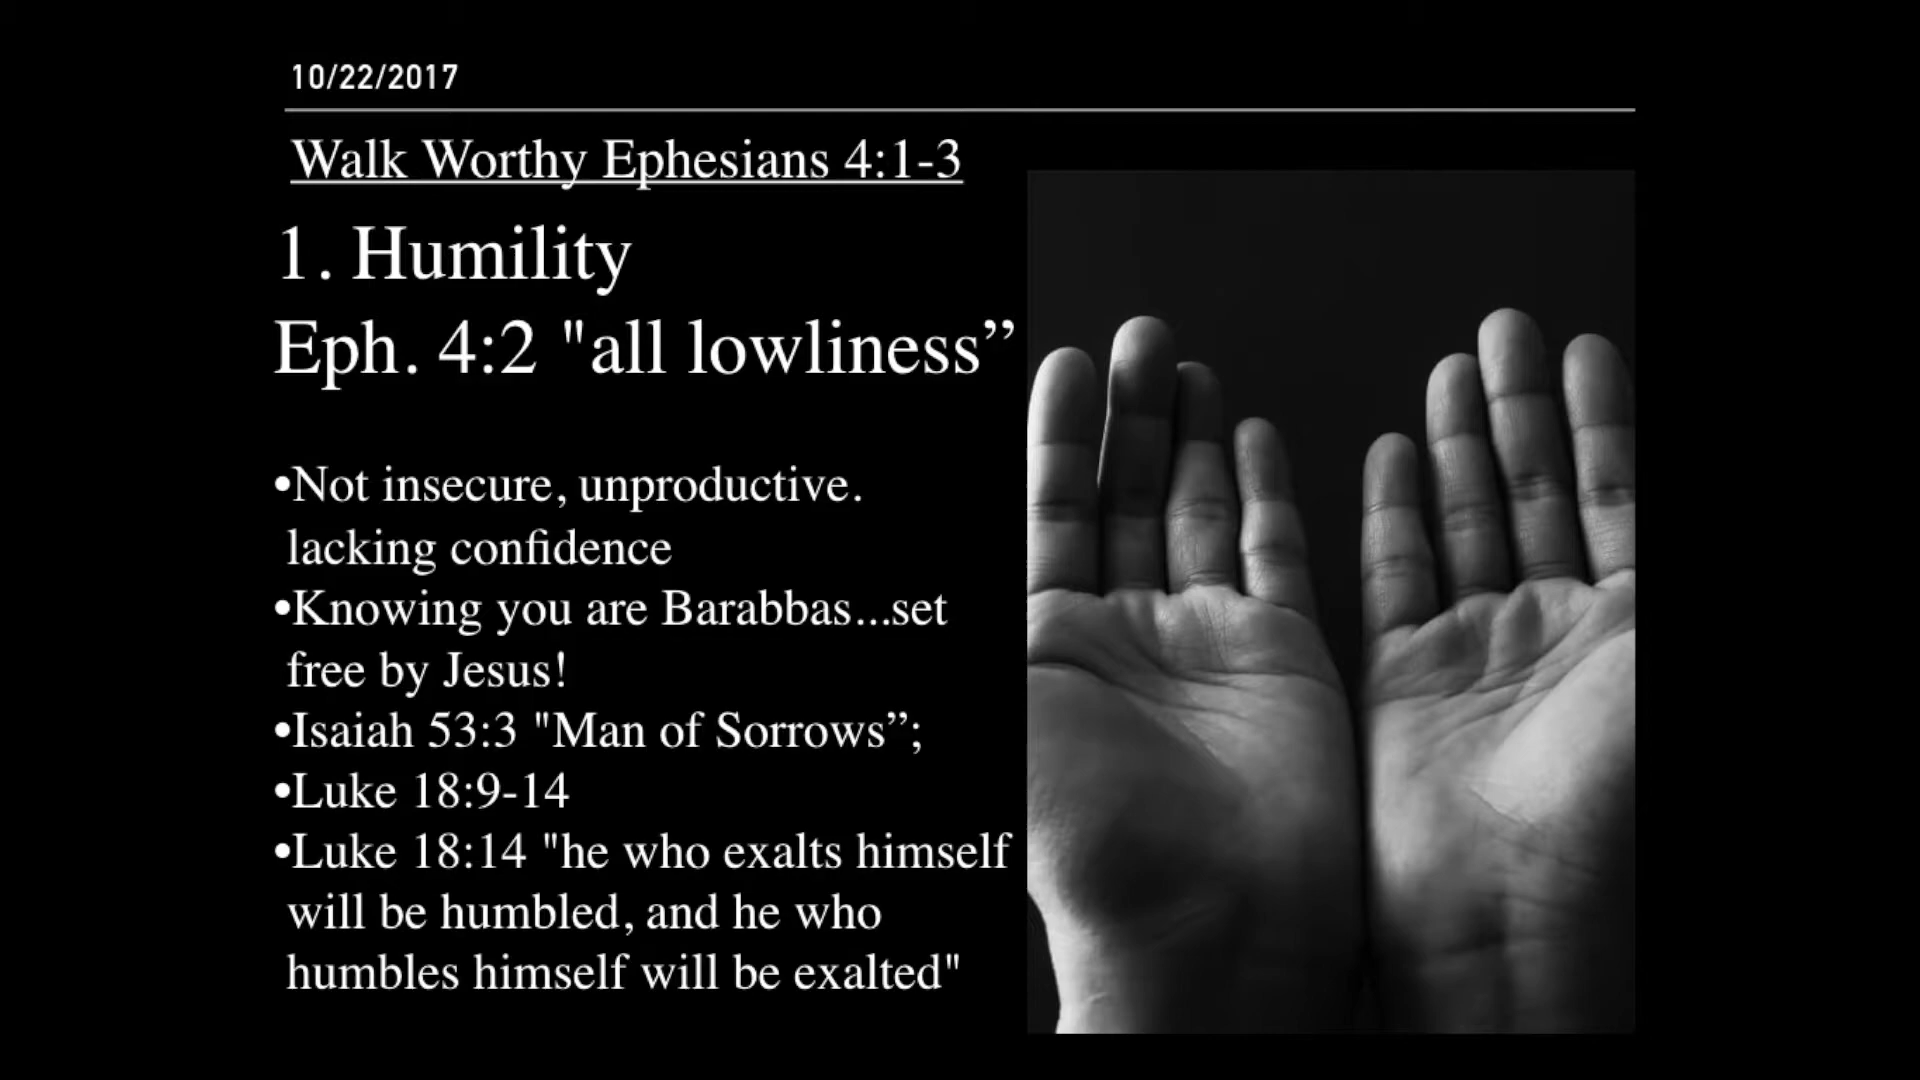 10/22/2017
Walk Worthy Ephesians 4:1-3
1. Humility
Eph. 4:2 "all lowliness”
•Not insecure, unproductive.
lacking confidence
•Knowing you are Barabbas...set
free by Jesus!
•Isaiah 53:3 "Man of Sorrows”;
•Luke 18:9-14
•Luke 18:14 "he who exalts himself
will be humbled, and he who
humbles himself will be exalted"